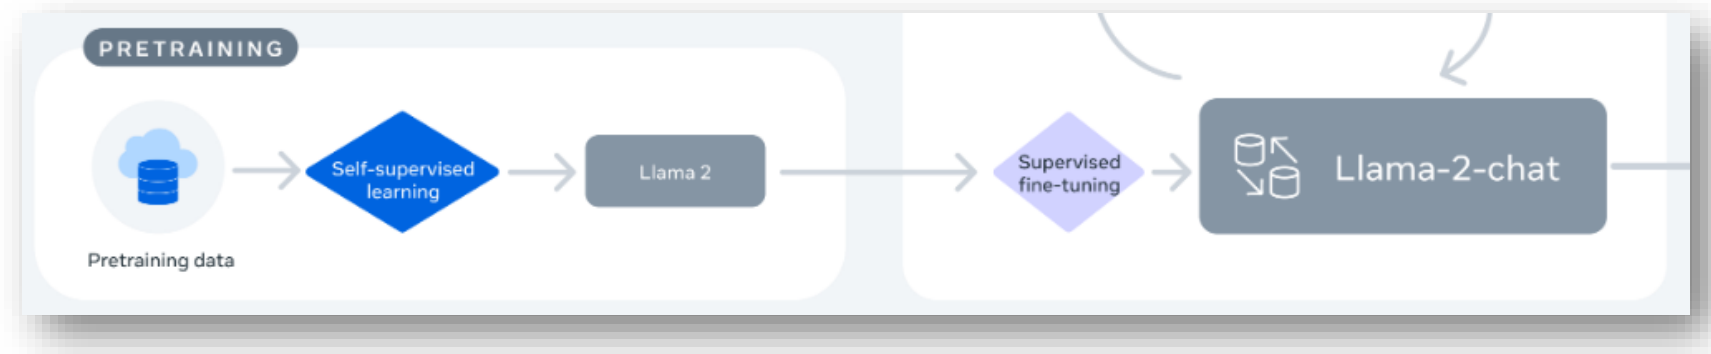 PRETRAINING
Self-supervised
learning
Llama 2
Supervised
fine-tuning
Llama-2-chat
Pretraining data